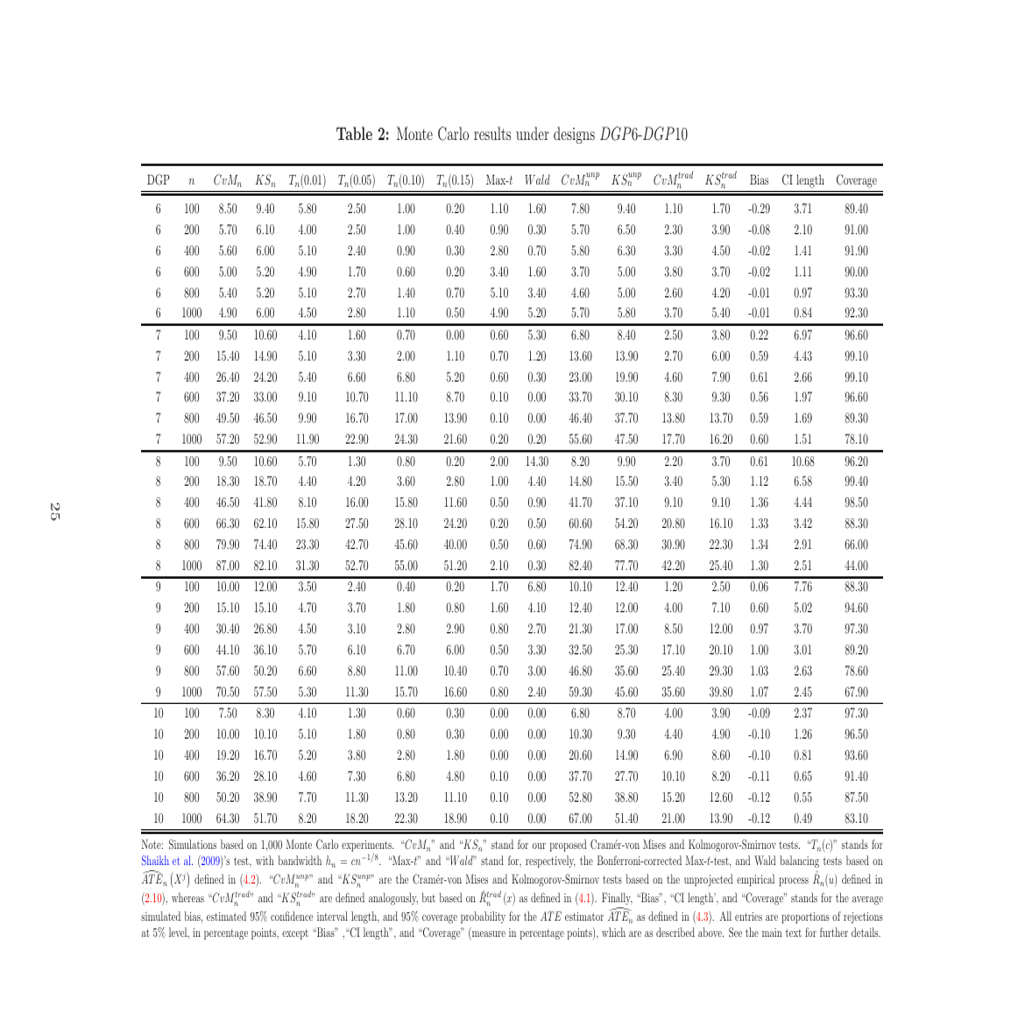 Table 2: Monte Carlo results under designs DGP6-DGP10
DGP n CvMn KSn Tn(0.01) Tn(0.05) Tn(0.10) Tn(0.15) Max-t Wald CvMn^unp KSn^unp CvMn^trad KSn^trad Bias CI length Coverage
6 100 8.50 9.40 5.80 2.50 1.00 0.20 1.10 1.60 7.80 9.40 1.10 1.70 -0.29 3.71 89.40
6 200 5.70 6.10 4.00 2.50 1.00 0.40 0.90 0.30 5.70 6.50 2.30 3.90 -0.08 2.10 91.00
6 400 5.60 6.00 5.10 2.40 0.90 0.30 2.80 0.70 5.80 6.30 3.30 4.50 -0.02 1.41 91.90
6 600 5.00 5.20 4.90 1.70 0.60 0.20 3.40 1.60 3.70 5.00 3.80 3.70 -0.02 1.11 90.00
6 800 5.40 5.20 5.10 2.70 1.40 0.70 5.10 3.40 4.60 5.00 2.60 4.20 -0.01 0.97 93.30
6 1000 4.90 6.00 4.50 2.80 1.10 0.50 4.90 5.20 5.70 5.80 3.70 5.40 -0.01 0.84 92.30
7 100 9.50 10.60 4.10 1.60 0.70 0.00 0.60 5.30 6.80 8.40 2.50 3.80 0.22 6.97 96.60
7 200 15.40 14.90 5.10 3.30 2.00 1.10 0.70 1.20 13.60 13.90 2.70 6.00 0.59 4.43 99.10
7 400 26.40 24.20 5.40 6.60 6.80 5.20 0.60 0.30 23.00 19.90 4.60 7.90 0.61 2.66 99.10
7 600 37.20 33.00 9.10 10.70 11.10 8.70 0.10 0.00 33.70 30.10 8.30 9.30 0.56 1.97 96.60
7 800 49.50 46.50 9.90 16.70 17.00 13.90 0.10 0.00 46.40 37.70 13.80 13.70 0.59 1.69 89.30
7 1000 57.20 52.90 11.90 22.90 24.30 21.60 0.20 0.20 55.60 47.50 17.70 16.20 0.60 1.51 78.10
8 100 9.50 10.60 5.70 1.30 0.80 0.20 2.00 14.30 8.20 9.90 2.20 3.70 0.61 10.68 96.20
8 200 18.30 18.70 4.40 4.20 3.60 2.80 1.00 4.40 14.80 15.50 3.40 5.30 1.12 6.58 99.40
8 400 46.50 41.80 8.10 16.00 15.80 11.60 0.50 0.90 41.70 37.10 9.10 9.10 1.36 4.44 98.50
8 600 66.30 62.10 15.80 27.50 28.10 24.20 0.20 0.50 60.60 54.20 20.80 16.10 1.33 3.42 88.30
8 800 79.90 74.40 23.30 42.70 45.60 40.00 0.50 0.60 74.90 68.30 30.90 22.30 1.34 2.91 66.00
8 1000 87.00 82.10 31.30 52.70 55.00 51.20 2.10 0.30 82.40 77.70 42.20 25.40 1.30 2.51 44.00
9 100 10.00 12.00 3.50 2.40 0.40 0.20 1.70 6.80 10.10 12.40 1.20 2.50 0.06 7.76 88.30
9 200 15.10 15.10 4.70 3.70 1.80 0.80 1.60 4.10 12.40 12.00 4.00 7.10 0.60 5.02 94.60
9 400 30.40 26.80 4.50 3.10 2.80 2.90 0.80 2.70 21.30 17.00 8.50 12.00 0.97 3.70 97.30
9 600 44.10 36.10 5.70 6.10 6.70 6.00 0.50 3.30 32.50 25.30 17.10 20.10 1.00 3.01 89.20
9 800 57.60 50.20 6.60 8.80 11.00 10.40 0.70 3.00 46.80 35.60 25.40 29.30 1.03 2.63 78.60
9 1000 70.50 57.50 5.30 11.30 15.70 16.60 0.80 2.40 59.30 45.60 35.60 39.80 1.07 2.45 67.90
10 100 7.50 8.30 4.10 1.30 0.60 0.30 0.00 0.00 6.80 8.70 4.00 3.90 -0.09 2.37 97.30
10 200 10.00 10.10 5.10 1.80 0.80 0.30 0.00 0.00 10.30 9.30 4.40 4.90 -0.10 1.26 96.50
10 400 19.20 16.70 5.20 3.80 2.80 1.80 0.00 0.00 20.60 14.90 6.90 8.60 -0.10 0.81 93.60
10 600 36.20 28.10 4.60 7.30 6.80 4.80 0.10 0.00 37.70 27.70 10.10 8.20 -0.11 0.65 91.40
10 800 50.20 38.90 7.70 11.30 13.20 11.10 0.10 0.00 52.80 38.80 15.20 12.60 -0.12 0.55 87.50
10 1000 64.30 51.70 8.20 18.20 22.30 18.90 0.10 0.00 67.00 51.40 21.00 13.90 -0.12 0.49 83.10
Note: Simulations based on 1,000 Monte Carlo experiments. “CvMn” and “KSn” stand for our proposed Cramér-von Mises and Kolmogorov-Smirnov tests. “Tn(c)” stands for
Shaikh et al. (2009)’s test, with bandwidth hn = cn^−1/8. “Max-t” and “Wald” stand for, respectively, the Bonferroni-corrected Max-t-test, and Wald balancing tests based on
ATÊn (X^j) defined in (4.2). “CvMn^unp” and “KSn^unp” are the Cramér-von Mises and Kolmogorov-Smirnov tests based on the unprojected empirical process R̂n(u) defined in
(2.10), whereas “CvMn^trad” and “KSn^trad” are defined analogously, but based on R̂n^trad (x) as defined in (4.1). Finally, “Bias”, “CI length’, and “Coverage” stands for the average
simulated bias, estimated 95% confidence interval length, and 95% coverage probability for the ATE estimator ATÊn as defined in (4.3). All entries are proportions of rejections
at 5% level, in percentage points, except “Bias” ,“CI length”, and “Coverage” (measure in percentage points), which are as described above. See the main text for further details.
25